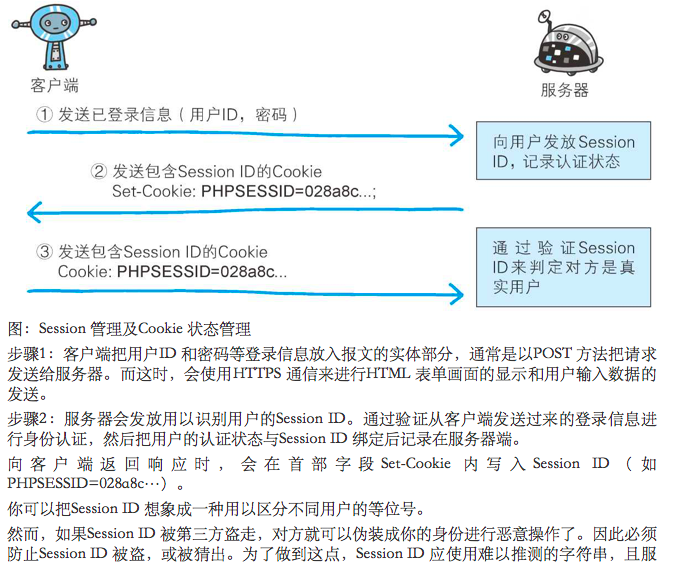 客户端
服务器
① 发送已登录信息（用户ID，密码）
向用户发放Session
ID，记录认证状态
② 发送包含Session ID的Cookie
Set-Cookie: PHPSESSID=028a8c…;
③ 发送包含Session ID的Cookie
Cookie: PHPSESSID=028a8c…
通过验证Session
ID来判定对方是真
实用户
图：Session 管理及Cookie 状态管理
步骤1：客户端把用户ID 和密码等登录信息放入报文的实体部分，通常是以POST 方法把请求
发送给服务器。而这时，会使用HTTPS 通信来进行HTML 表单画面的显示和用户输入数据的
发送。
步骤2：服务器会发放用以识别用户的Session ID。通过验证从客户端发送过来的登录信息进
行身份认证，然后把用户的认证状态与Session ID 绑定后记录在服务器端。
向客户端返回响应时，会在首部字段Set-Cookie 内写入Session ID（如
PHPSESSID=028a8c…）。
你可以把Session ID 想象成一种用以区分不同用户的等位号。
然而，如果Session ID 被第三方盗走，对方就可以伪装成你的身份进行恶意操作了。因此必须
防止Session ID 被盗，或被猜出。为了做到这点，Session ID 应使用难以推测的字符串，且服